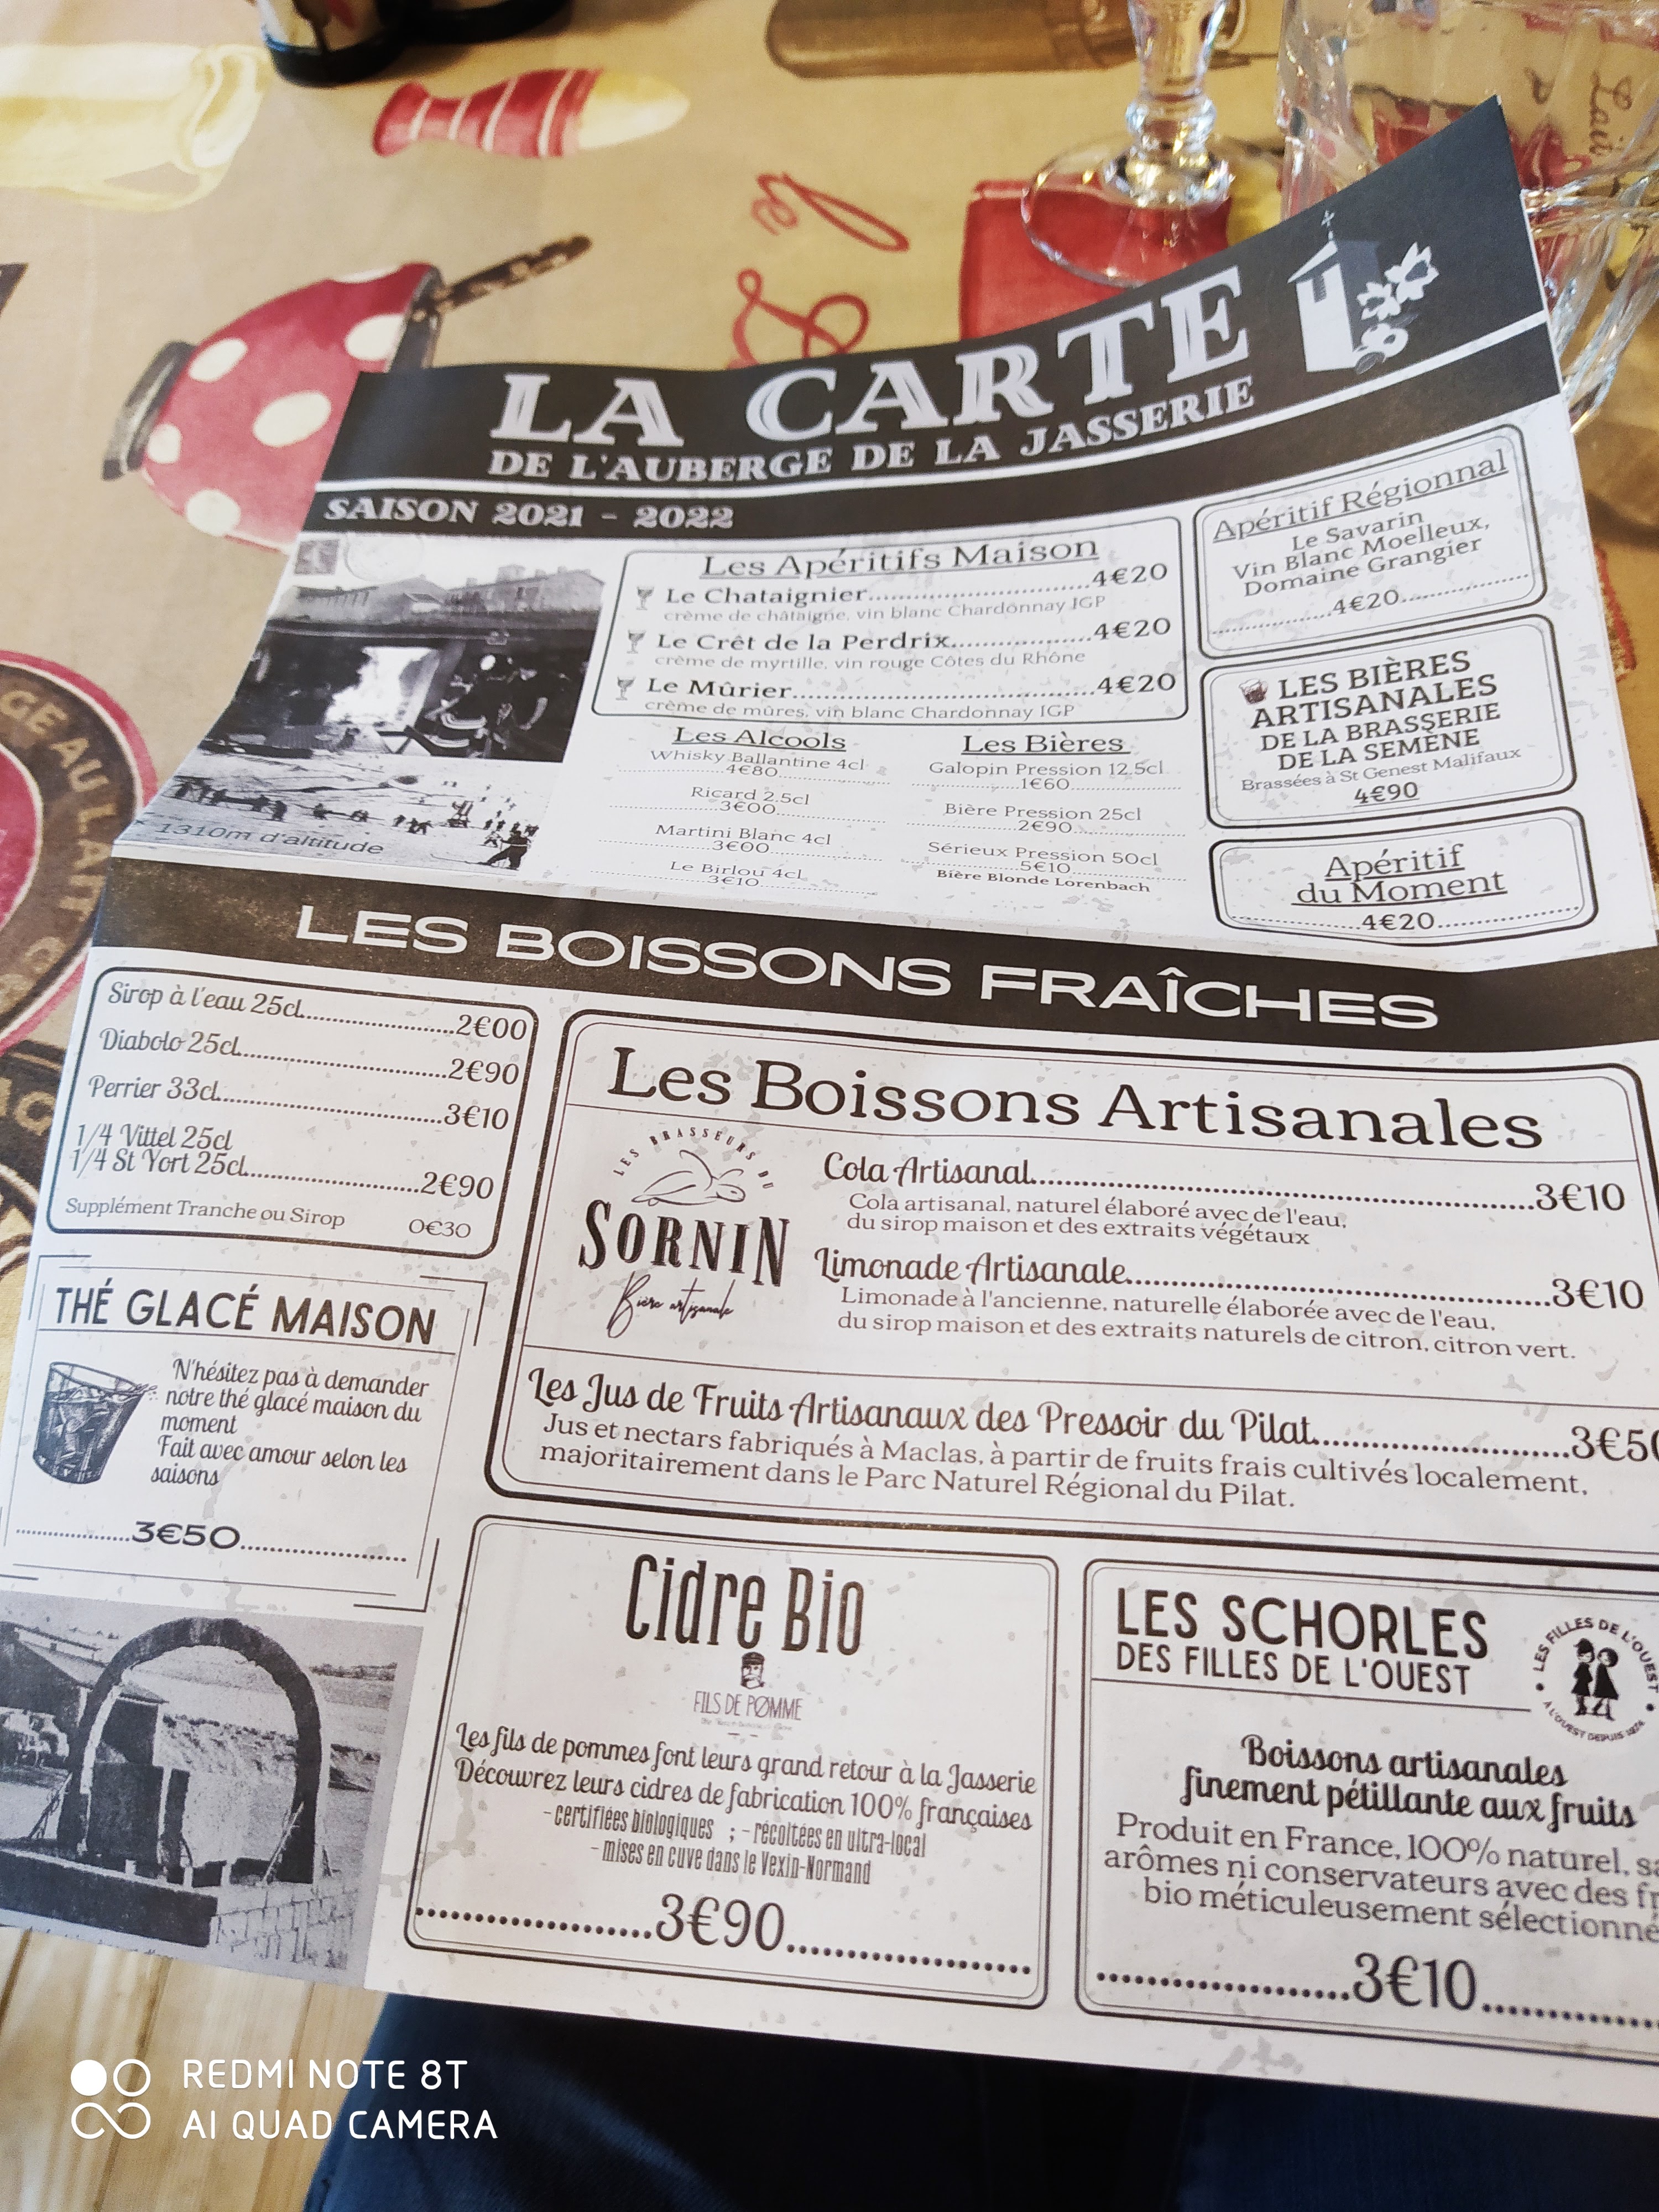 le
Lait
GE AU LAIT
LA CARTE
DE L'AUBERGE DE LA JASSERIE
SAISON 2021 - 2022
1310m d'altitude
Les Apéritifs Maison
Le Chataignier..........4€20
crème de châtaigne, vin blanc Chardonnay IGP
Le Crêt de la Perdrix..........4€20
crème de myrtille, vin rouge Côtes du Rhône
Le Mûrier..........4€20
crème de mûres, vin blanc Chardonnay IGP
Les Alcools
Whisky Ballantine 4cl
4€80
Ricard 2.5cl
3€00
Martini Blanc 4cl
3€00
Le Birlou 4cl
3€10
Les Bières
Galopin Pression 12.5cl
1€60
Bière Pression 25cl
2€90
Sérieux Pression 50cl
5€10
Bière Blonde Lorenbach
Apéritif Régionnal
Le Savarin
Vin Blanc Moelleux,
Domaine Grangier
4€20
LES BIÈRES
ARTISANALES
DE LA BRASSERIE
DE LA SEMÈNE
Brassées à St Genest Malifaux
4€90
Apéritif
du Moment
4€20
LES BOISSONS FRAÎCHES
Sirop à l'eau 25cl..........2€00
Diabolo 25cl..........2€90
Perrier 33cl..........3€10
1/4 Vittel 25cl
1/4 St Yort 25cl..........2€90
Supplément Tranche ou Sirop 0€30
THÉ GLACÉ MAISON
N'hésitez pas à demander
notre thé glacé maison du
moment
Fait avec amour selon les
saisons
3€50
Les Boissons Artisanales
LES BRASSEURS DU
SORNIN
Bière artisanale
Cola Artisanal..........3€10
Cola artisanal, naturel élaboré avec de l'eau,
du sirop maison et des extraits végétaux
Limonade Artisanale..........3€10
Limonade à l'ancienne, naturelle élaborée avec de l'eau,
du sirop maison et des extraits naturels de citron, citron vert.
Les Jus de Fruits Artisanaux des Pressoir du Pilat..........3€50
Jus et nectars fabriqués à Maclas, à partir de fruits frais cultivés localement,
majoritairement dans le Parc Naturel Régional du Pilat.
Cidre Bio
FILS DE POMME
Les fils de pommes font leurs grand retour à la Jasserie
Découvrez leurs cidres de fabrication 100% françaises
- certifiées biologiques ; - récoltées en ultra-local
- mises en cuve dans le Vexin-Normand
3€90
LES SCHORLES
DES FILLES DE L'OUEST
LES FILLES DE L'OUEST
A L'OUEST DEPUIS 1974
Boissons artisanales
finement pétillante aux fruits
Produit en France, 100% naturel, sa
arômes ni conservateurs avec des fr
bio méticuleusement sélectionné
3€10
REDMI NOTE 8T
AI QUAD CAMERA